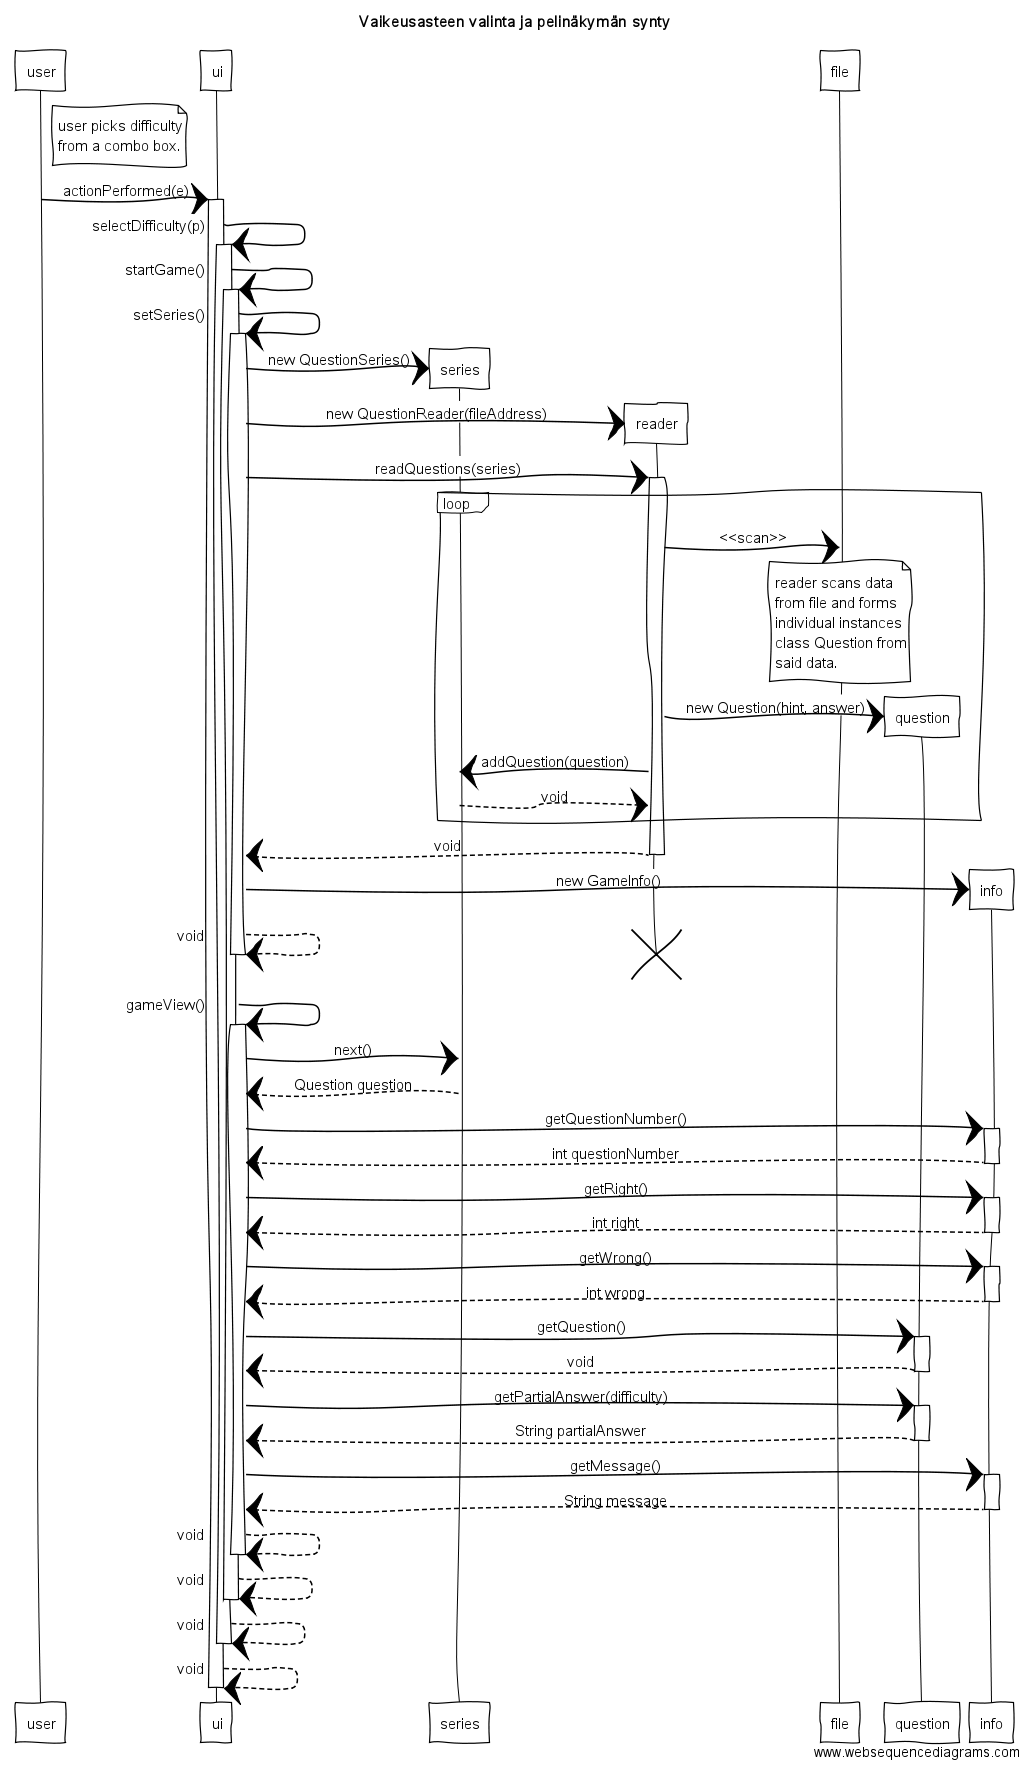 Vaikeusasteen valinta ja pelinäkymän synty
user
ui
file
user picks difficulty
from a combo box.
actionPerformed(e)
selectDifficulty(p)
startGame()
setSeries()
new QuestionSeries()
series
new QuestionReader(fileAddress)
reader
readQuestions(series)
loop
<<scan>>
reader scans data
from file and forms
individual instances
class Question from
said data.
new Question(hint, answer)
question
addQuestion(question)
void
void
new GameInfo()
info
void
gameView()
next()
Question question
getQuestionNumber()
int questionNumber
getRight()
int right
getWrong()
int wrong
getQuestion()
void
getPartialAnswer(difficulty)
String partialAnswer
getMessage()
String message
void
void
void
void
user
ui
series
file
question
info
www.websequencediagrams.com